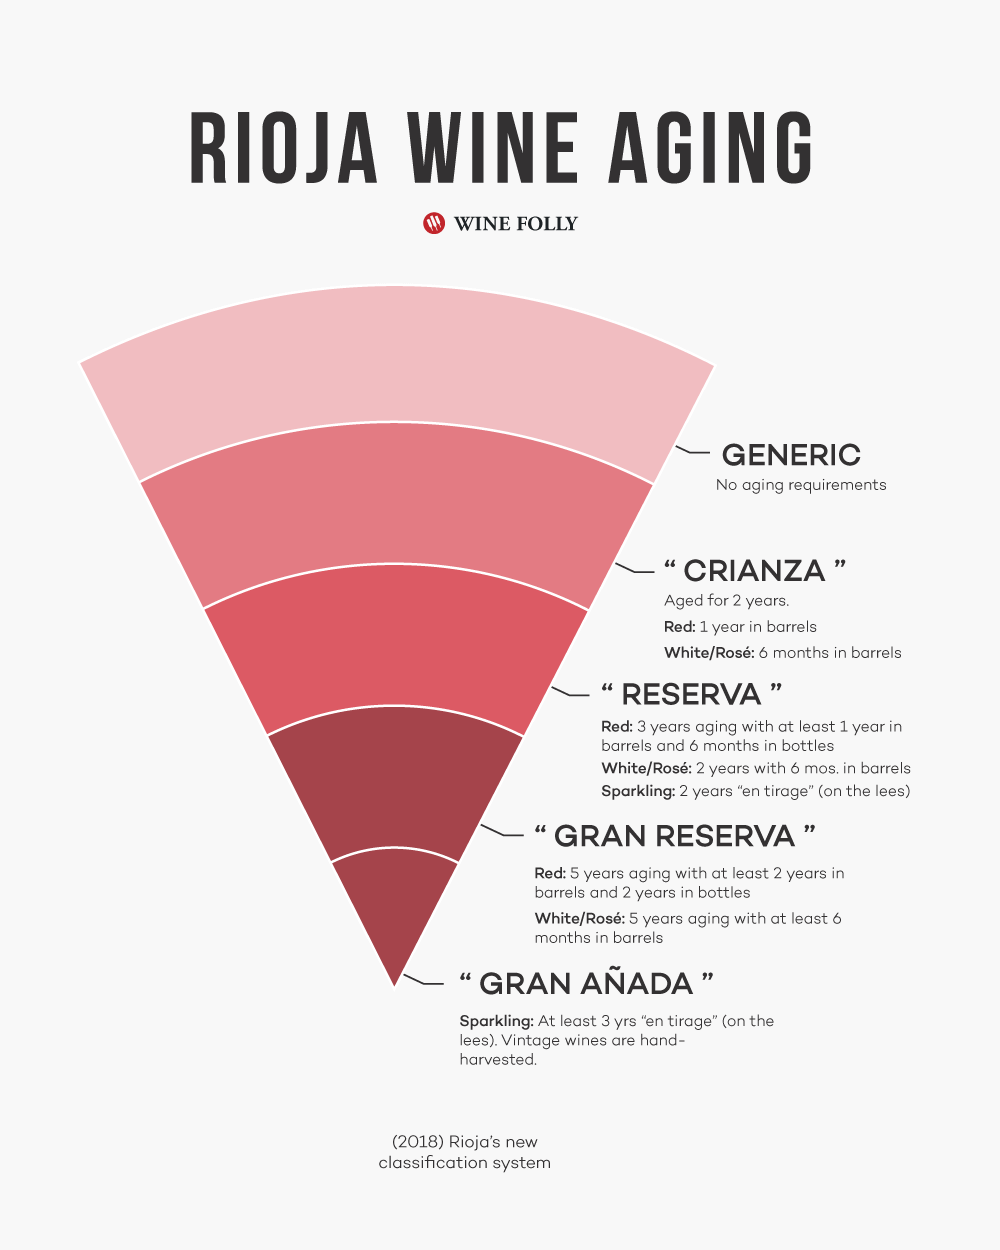 RIOJA WINE AGING
WINE FOLLY
GENERIC
No aging requirements
“ CRIANZA ”
Aged for 2 years.
Red: 1 year in barrels
White/Rosé: 6 months in barrels
“ RESERVA ”
Red: 3 years aging with at least 1 year in
barrels and 6 months in bottles
White/Rosé: 2 years with 6 mos. in barrels
Sparkling: 2 years “en tirage” (on the lees)
“ GRAN RESERVA ”
Red: 5 years aging with at least 2 years in
barrels and 2 years in bottles
White/Rosé: 5 years aging with at least 6
months in barrels
“ GRAN AÑADA ”
Sparkling: At least 3 yrs “en tirage” (on the
lees). Vintage wines are hand-
harvested.
(2018) Rioja’s new
classification system